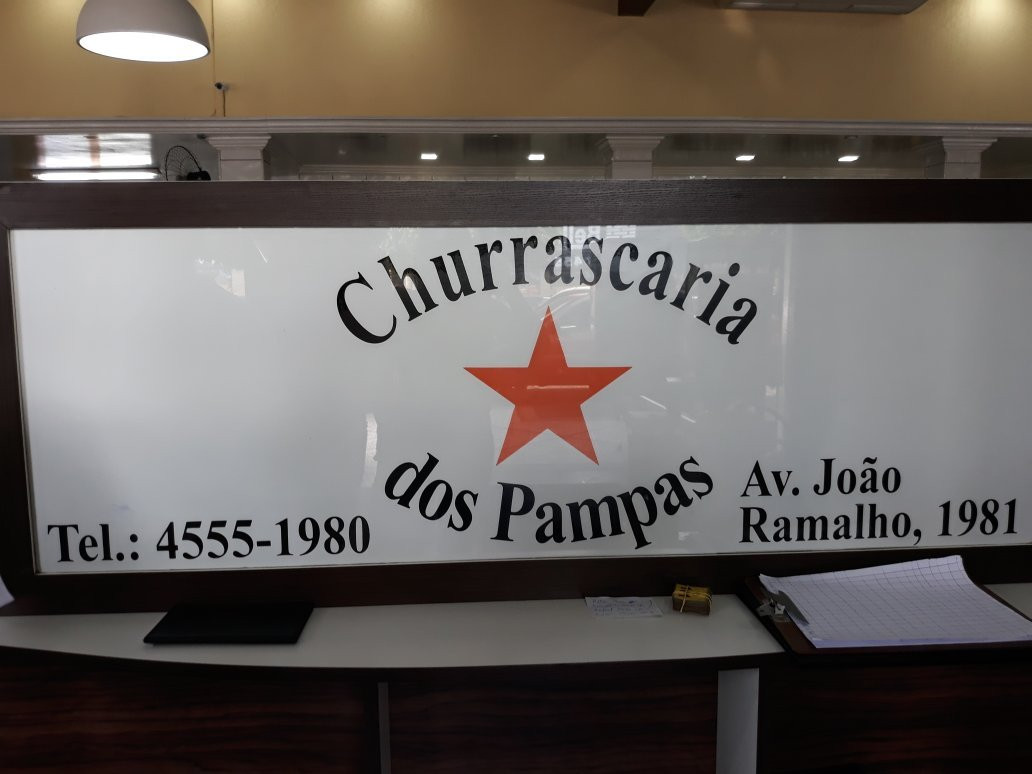 Churrascaria
dos Pampas
Tel.: 4555-1980
Av. João
Ramalho, 1981